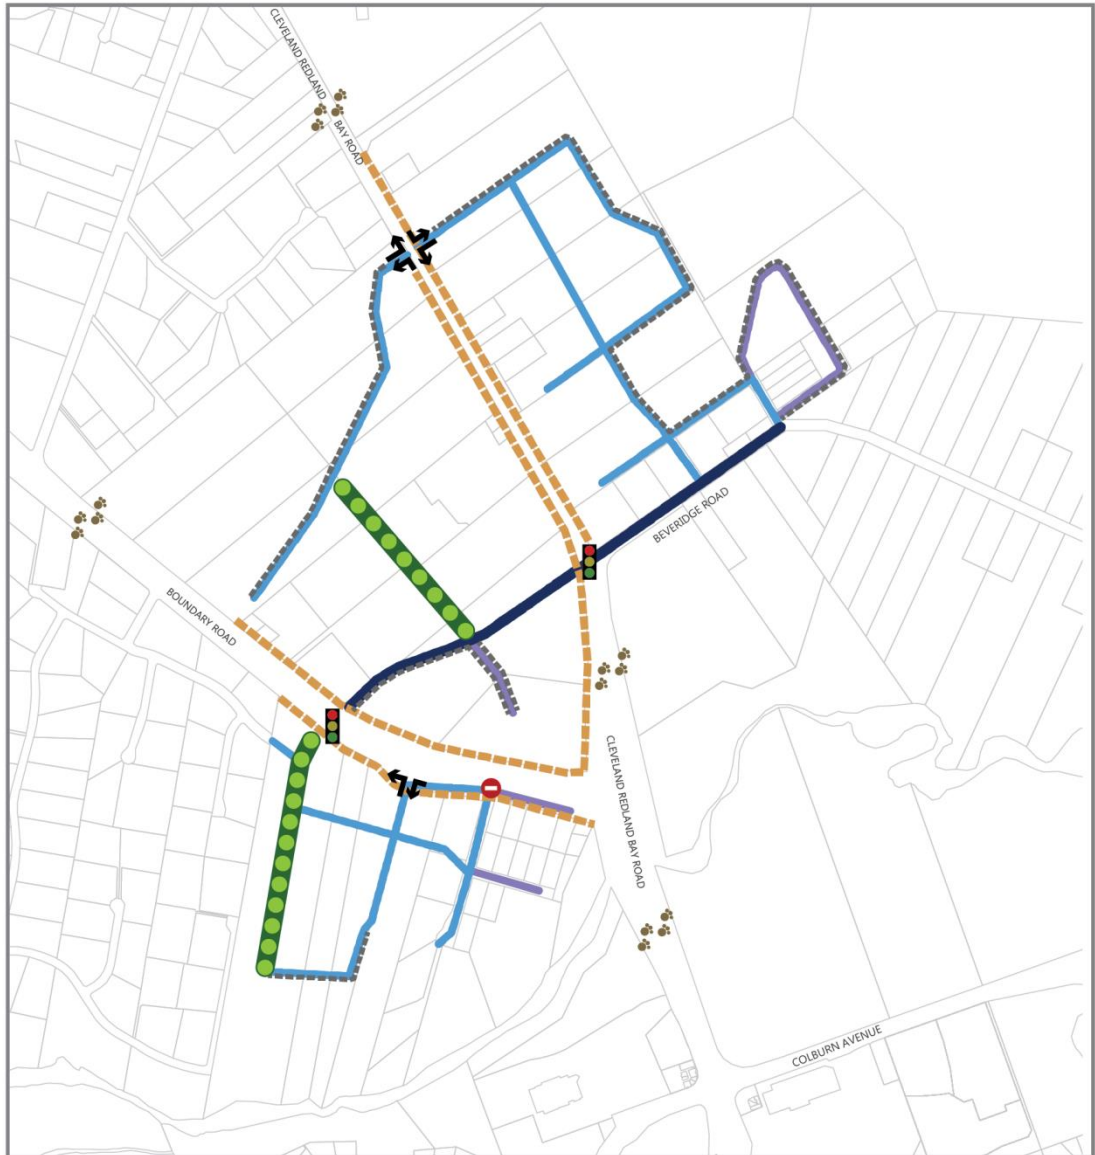 CLEVELAND REDLAND
BAY ROAD
BEVERIDGE ROAD
BOUNDARY ROAD
CLEVELAND REDLAND BAY ROAD
COLBURN AVENUE